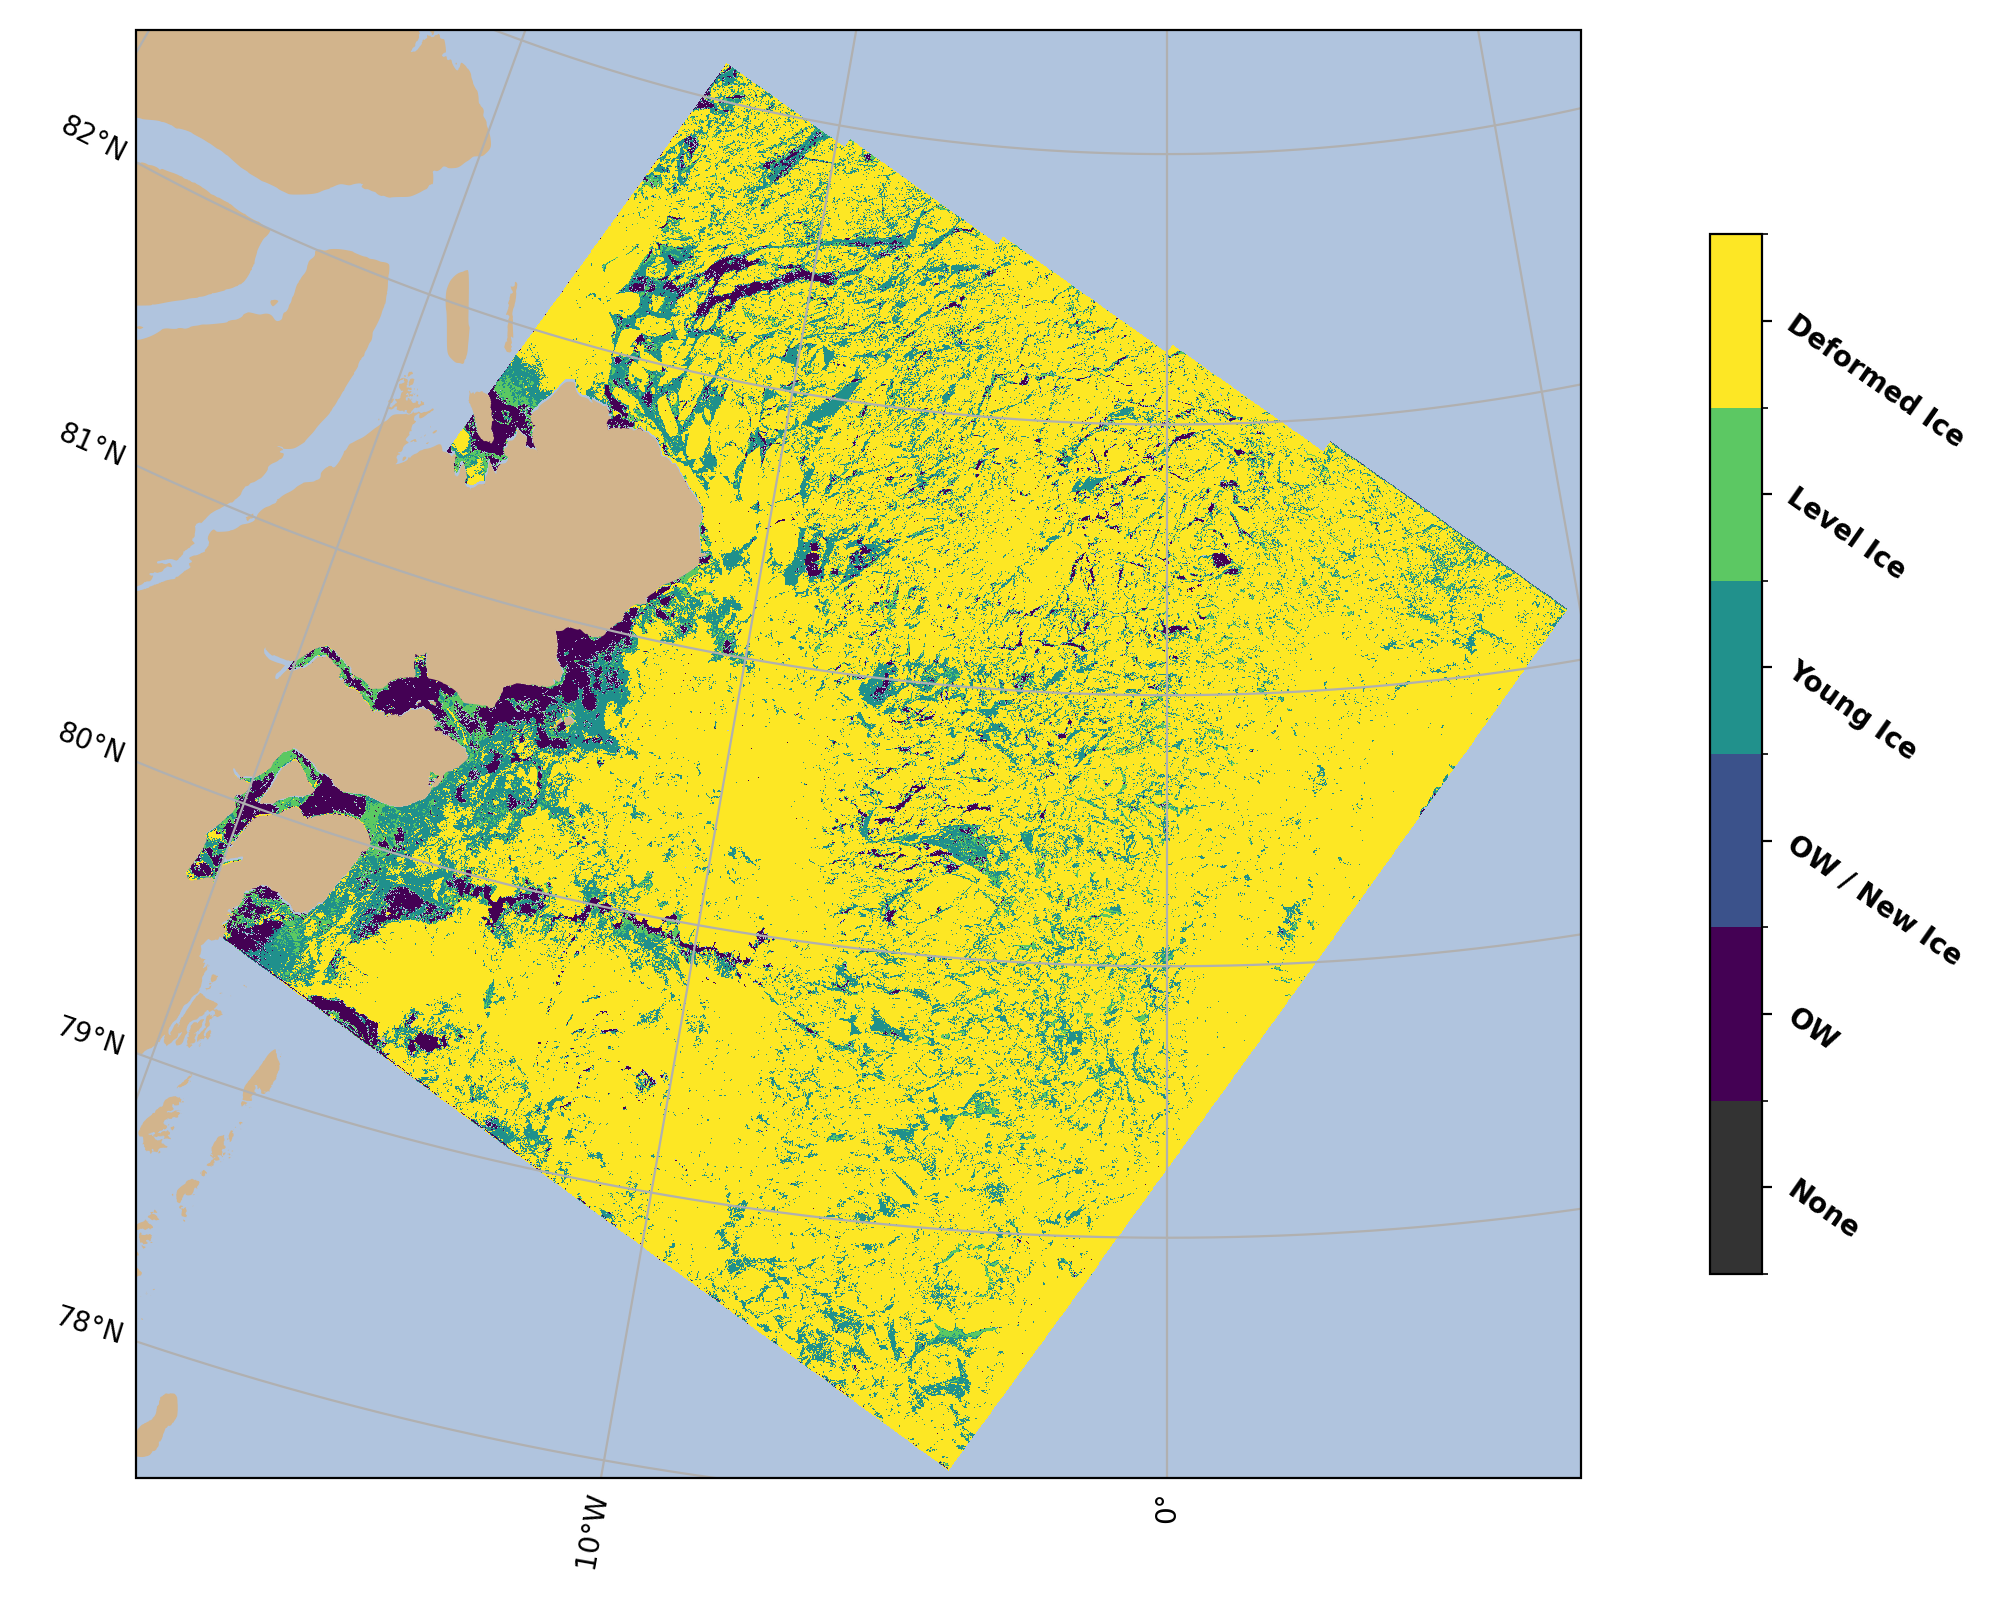 82°N
81°N
80°N
79°N
78°N
10°W
0°
Deformed Ice
Level Ice
Young Ice
OW / New Ice
OW
None